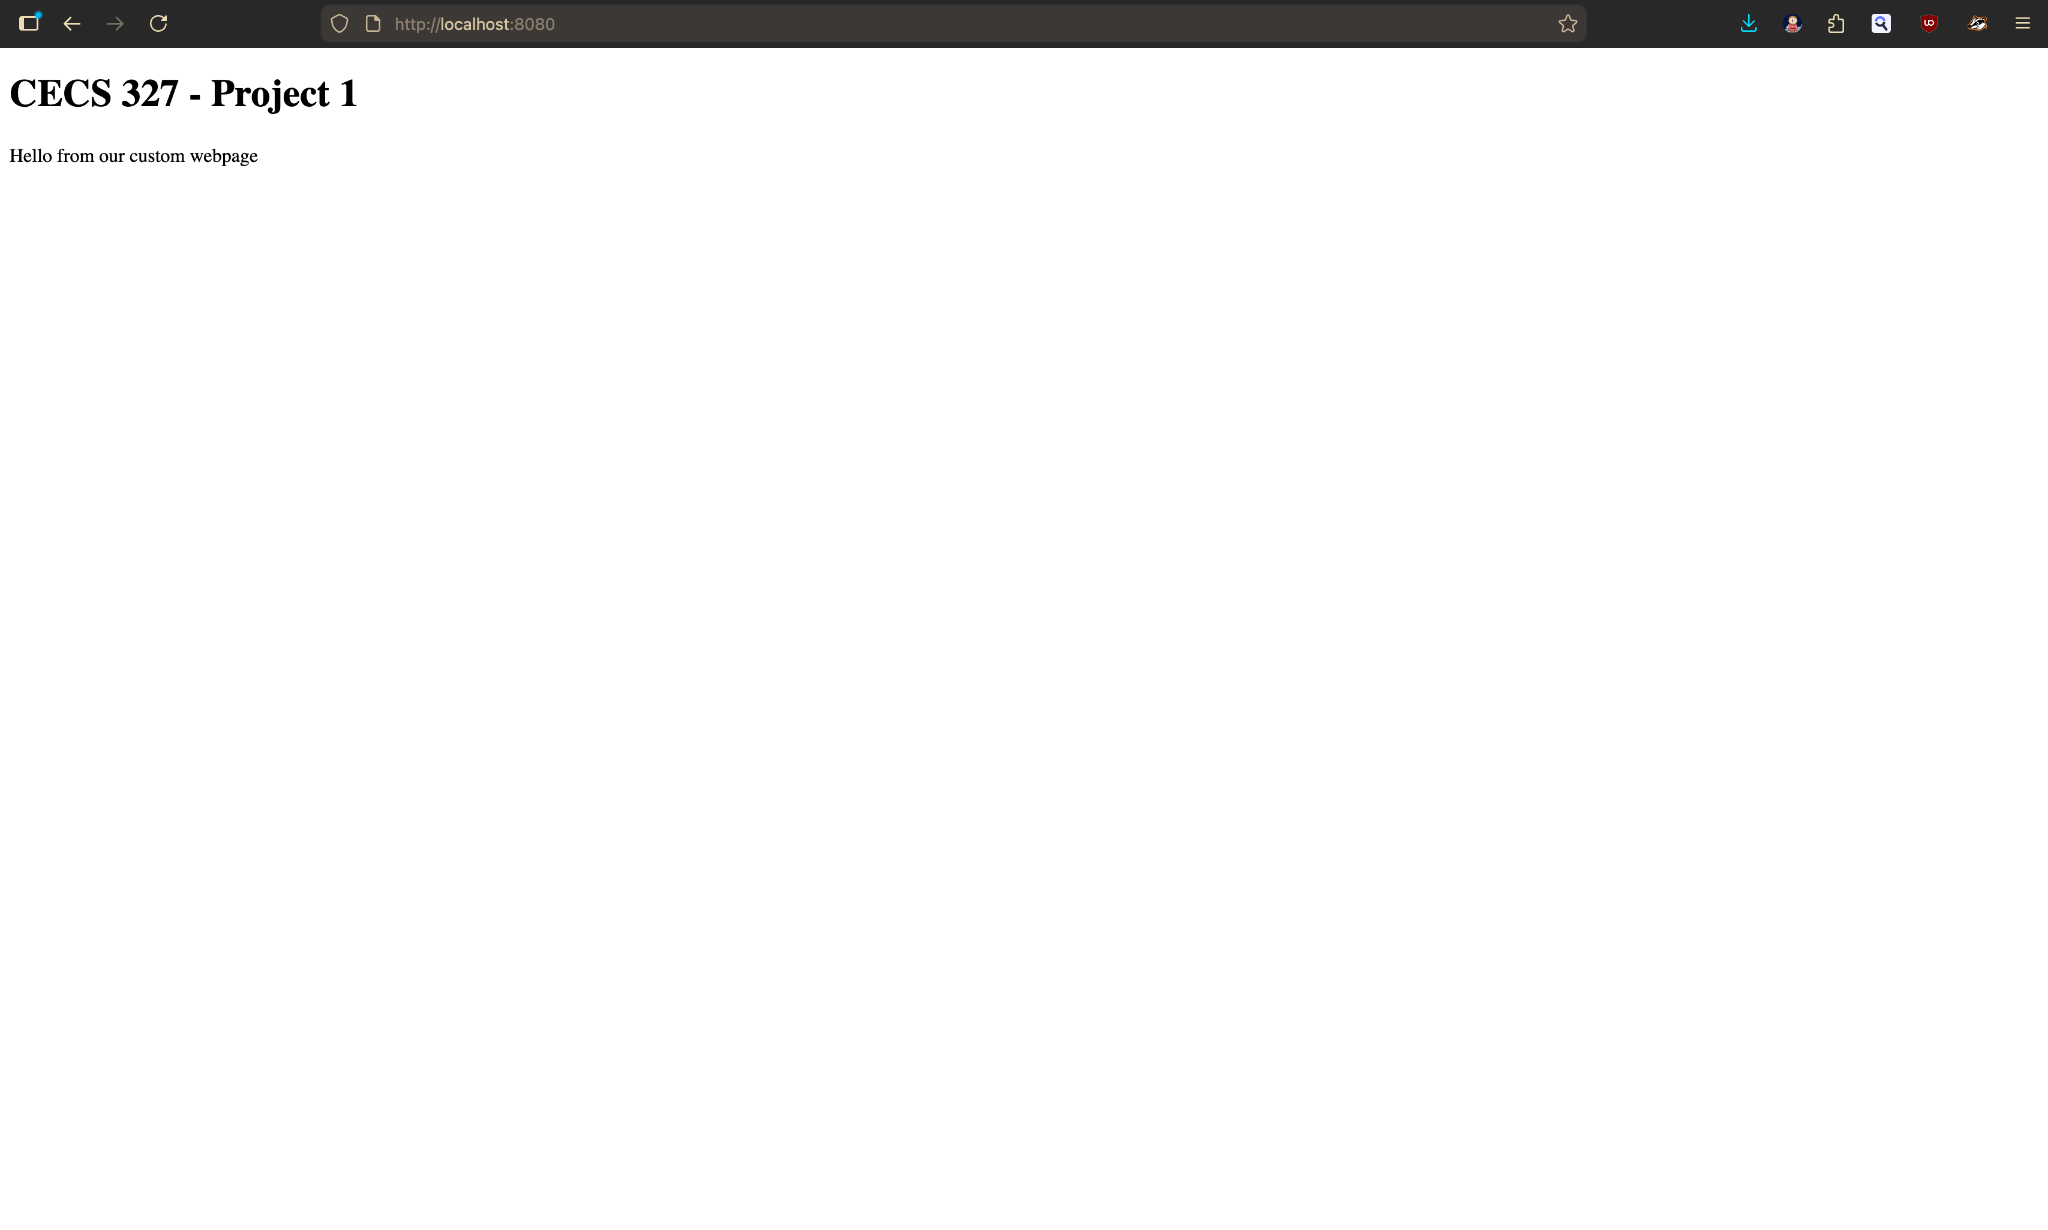 http://localhost:8080
CECS 327 - Project 1
Hello from our custom webpage